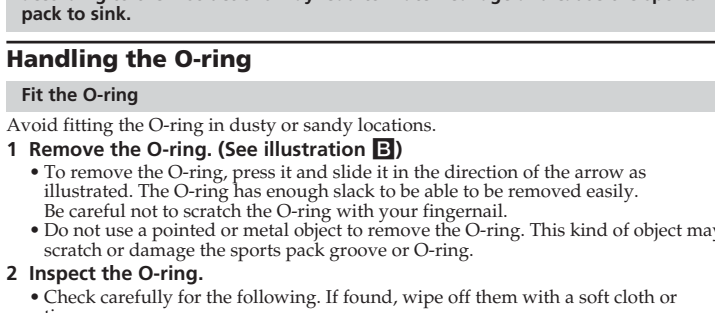 pack to sink.
Handling the O-ring
Fit the O-ring
Avoid fitting the O-ring in dusty or sandy locations.
1 Remove the O-ring. (See illustration B)
• To remove the O-ring, press it and slide it in the direction of the arrow as
illustrated. The O-ring has enough slack to be able to be removed easily.
Be careful not to scratch the O-ring with your fingernail.
• Do not use a pointed or metal object to remove the O-ring. This kind of object may
scratch or damage the sports pack groove or O-ring.
2 Inspect the O-ring.
• Check carefully for the following. If found, wipe off them with a soft cloth or